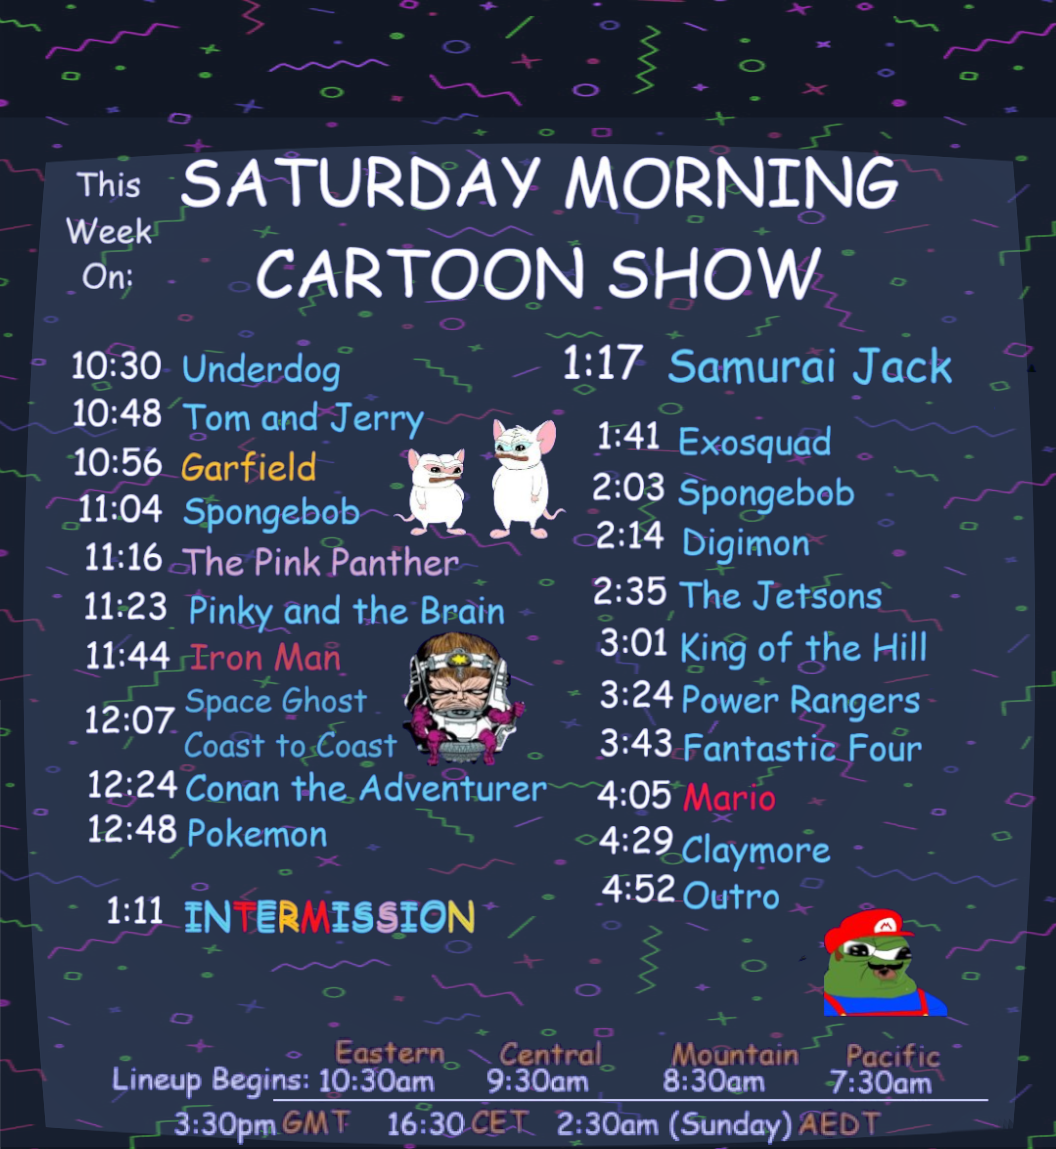 This
Week
On:
SATURDAY MORNING
CARTOON SHOW
10:30 Underdog
10:48 Tom and Jerry
10:56 Garfield
11:04 Spongebob
11:16 The Pink Panther
11:23 Pinky and the Brain
11:44 Iron Man
12:07 Space Ghost
Coast to Coast
12:24 Conan the Adventurer
12:48 Pokemon
1:11 INTERMISSION
1:17 Samurai Jack
1:41 Exosquad
2:03 Spongebob
2:14 Digimon
2:35 The Jetsons
3:01 King of the Hill
3:24 Power Rangers
3:43 Fantastic Four
4:05 Mario
4:29 Claymore
4:52 Outro
M
Eastern Central Mountain Pacific
Lineup Begins: 10:30am 9:30am 8:30am 7:30am
3:30pm GMT 16:30 CET 2:30am (Sunday) AEDT